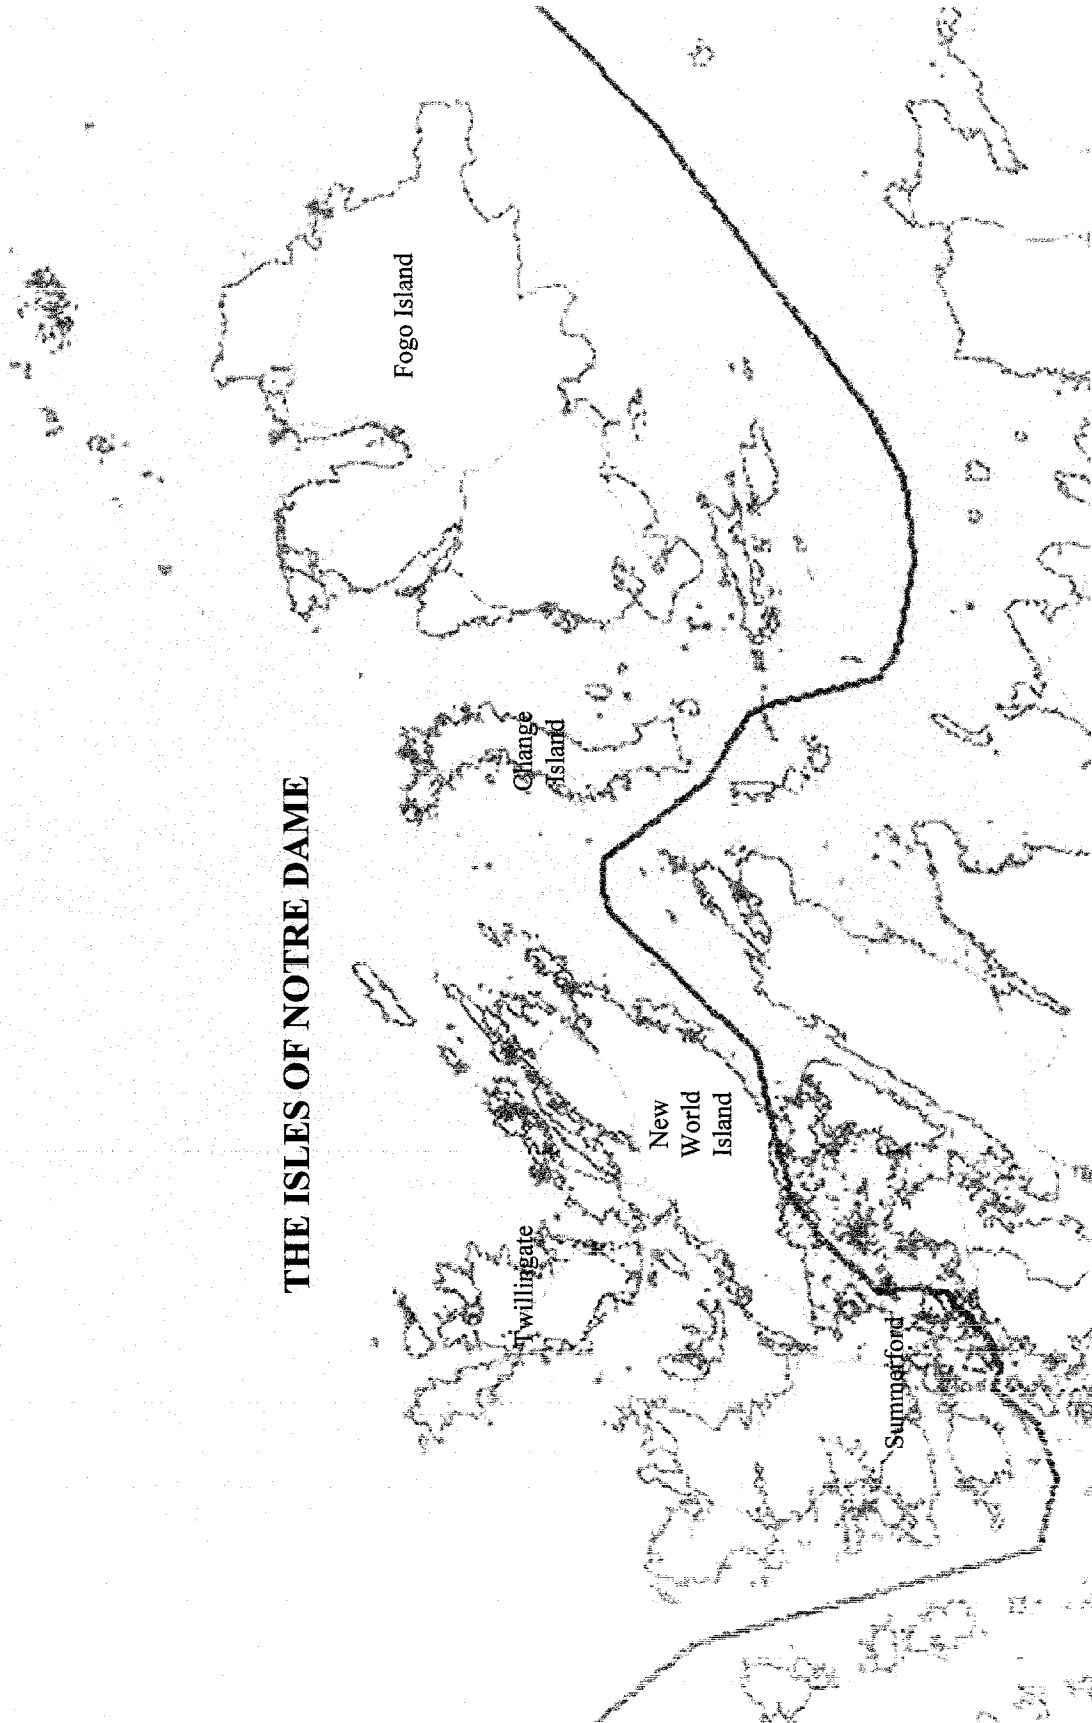 THE ISLES OF NOTRE DAME
Twillingate
Change
Island
Fogo Island
New
World
Island
Summerford